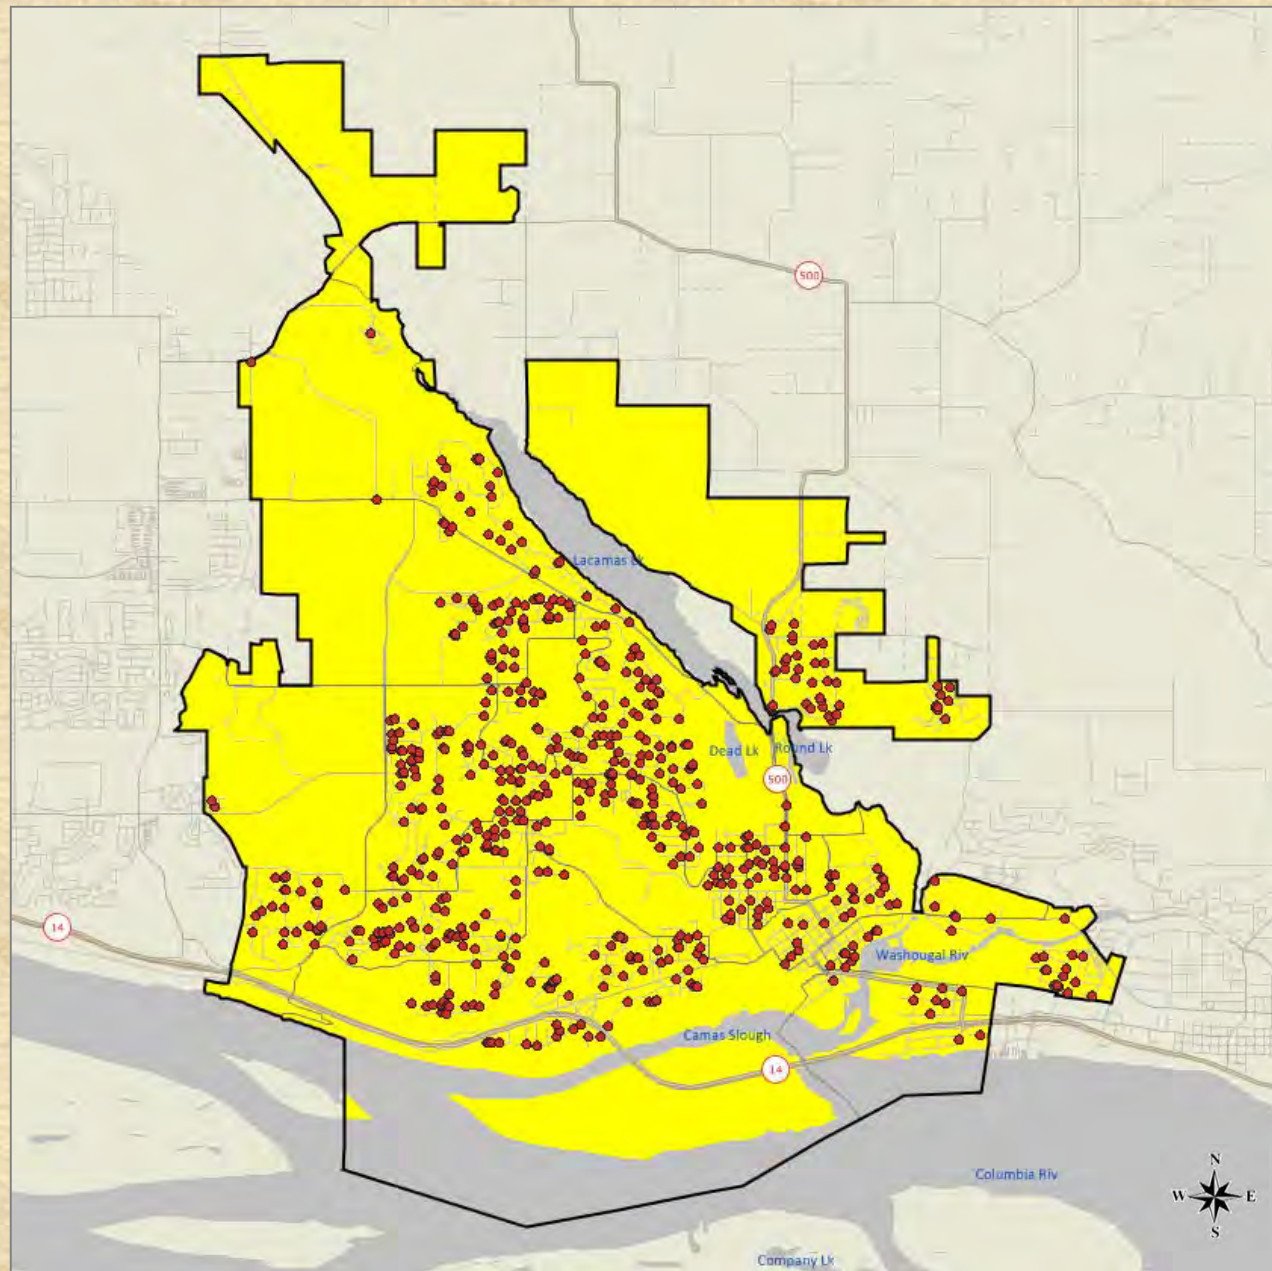 500
Lacamas Lk
Dead Lk
Round Lk
500
14
Washougal Riv
Camas Slough
14
N
W
E
S
Columbia Riv
Company Lk